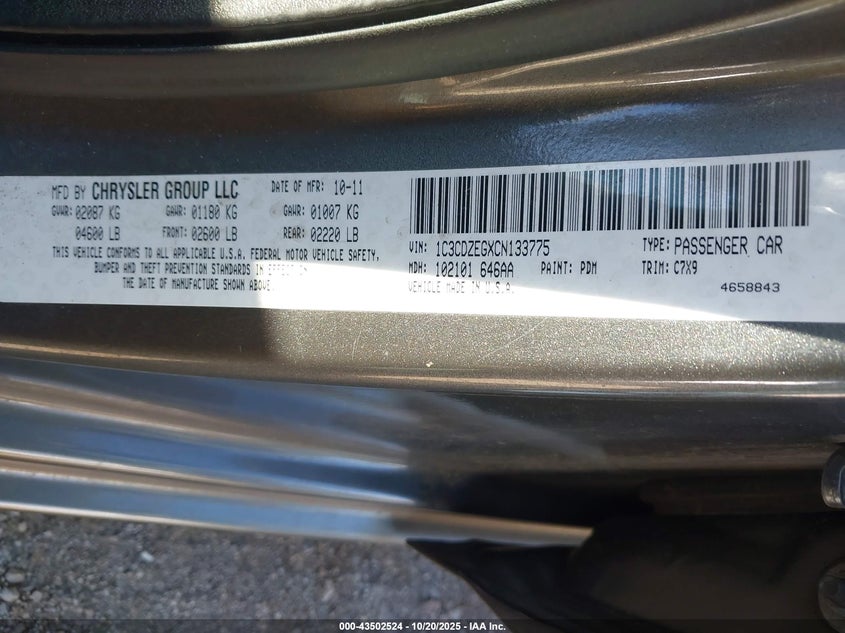 MFD BY CHRYSLER GROUP LLC DATE OF MFR: 10-11
GVWR: 02087 KG GAWR: 01180 KG GAWR: 01007 KG
04600 LB FRONT: 02600 LB REAR: 02220 LB
THIS VEHICLE CONFORMS TO ALL APPLICABLE U.S.A. FEDERAL MOTOR VEHICLE SAFETY,
BUMPER AND THEFT PREVENTION STANDARDS IN EFFECT ON
THE DATE OF MANUFACTURE SHOWN ABOVE.
VIN: 1C3CDZEGXCN133775 TYPE: PASSENGER CAR
MDH: 102101 646AA PAINT: PDM TRIM: C7X9
VEHICLE MADE IN U.S.A. 4658843
000-43502524 - 10/20/2025 - IAA Inc.